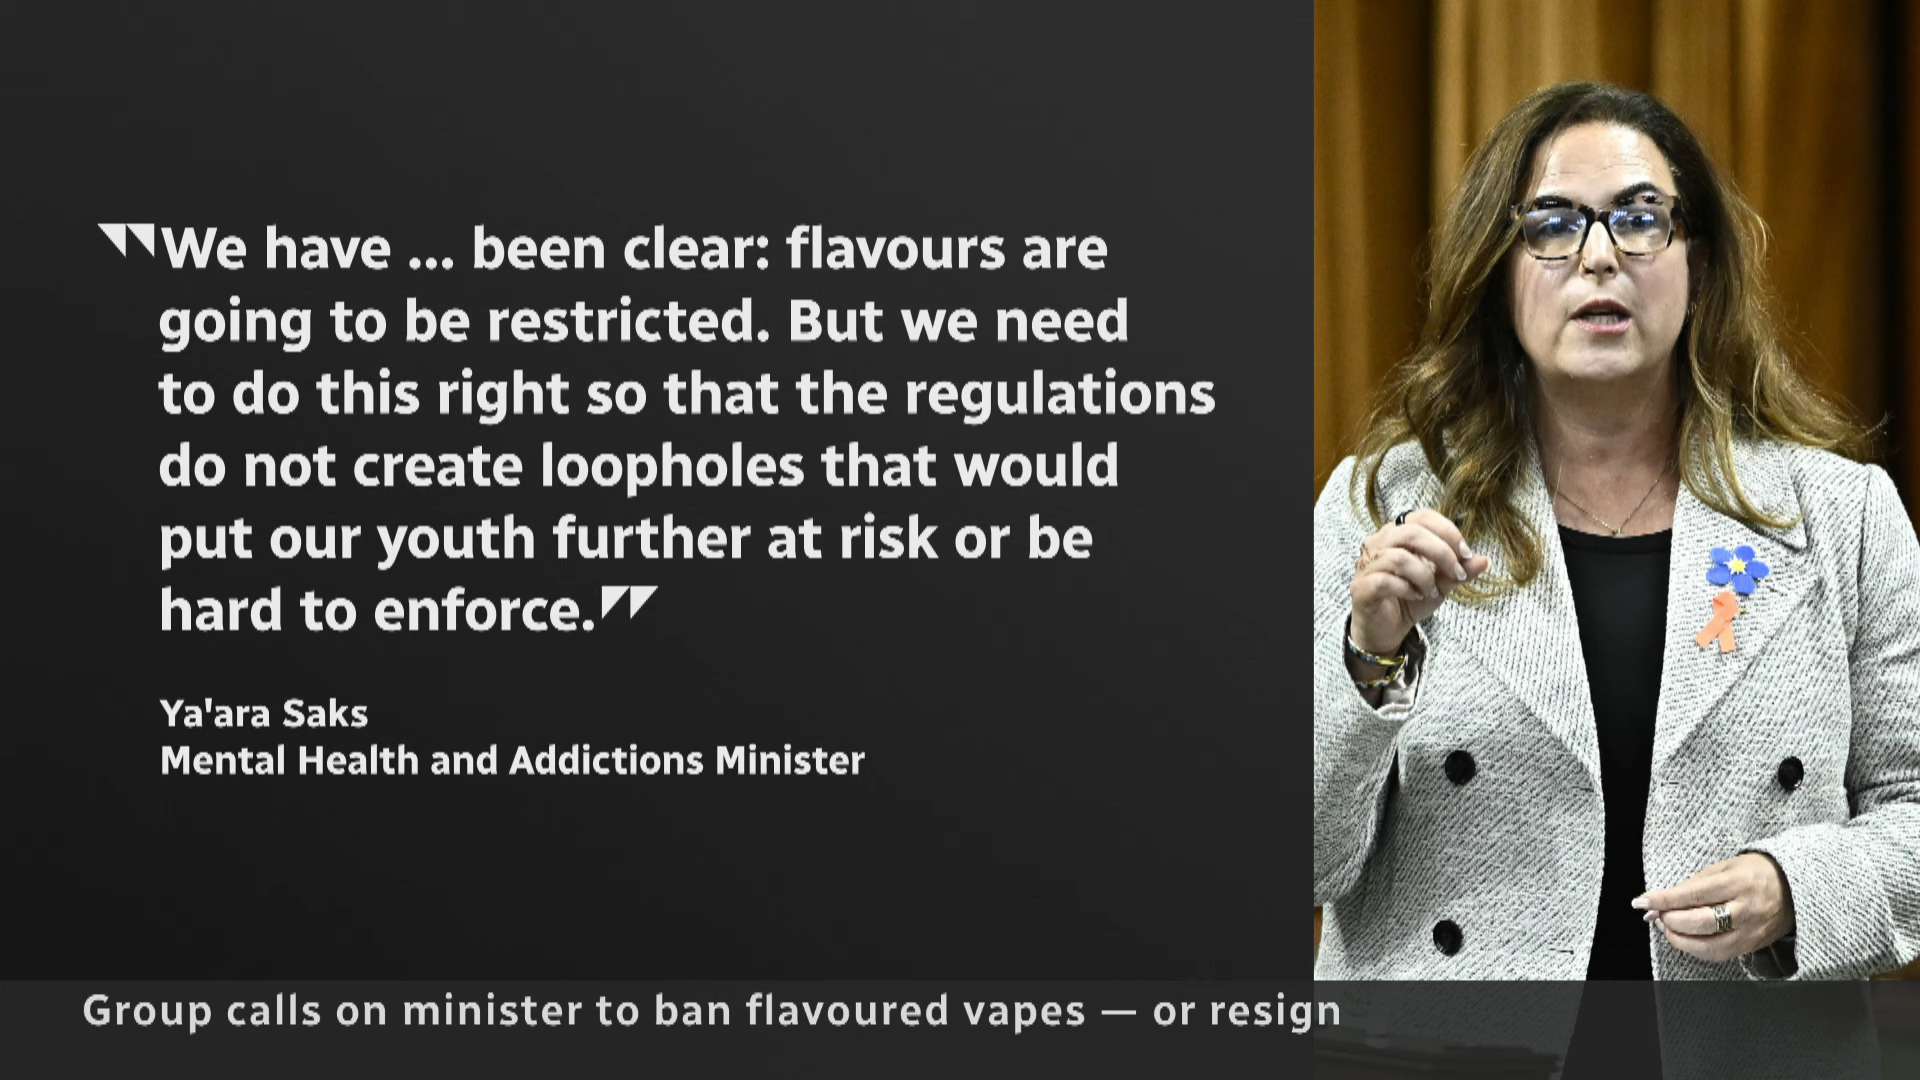 "We have ... been clear: flavours are
going to be restricted. But we need
to do this right so that the regulations
do not create loopholes that would
put our youth further at risk or be
hard to enforce."
Ya'ara Saks
Mental Health and Addictions Minister
Group calls on minister to ban flavoured vapes — or resign